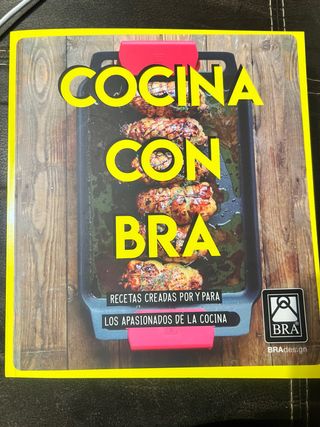 COCINA
CON
BRA
RECETAS CREADAS POR Y PARA
LOS APASIONADOS DE LA COCINA
BRA
BRAdesign